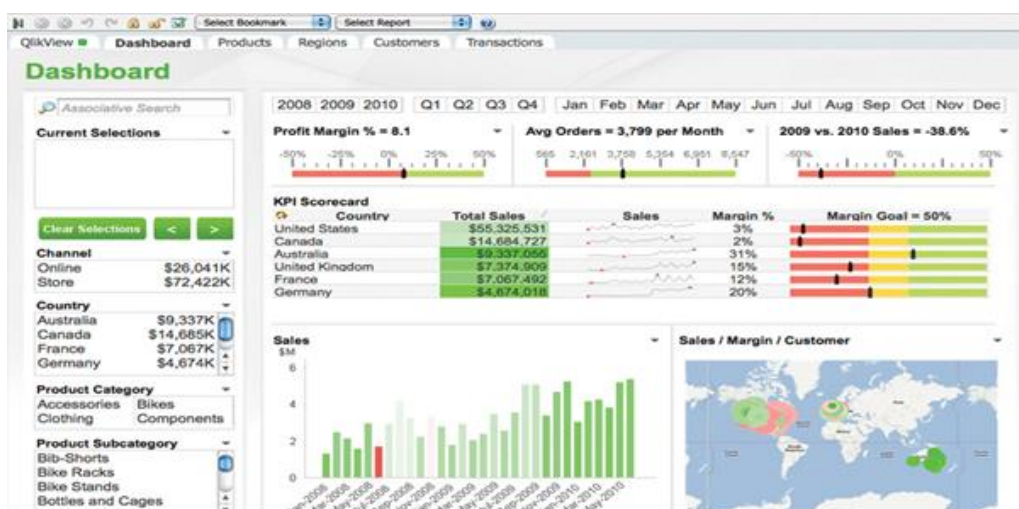 Select Bookmark Select Report
QlikView Dashboard Products Regions Customers Transactions
Dashboard
Associative Search
Current Selections
Clear Selections < >
Channel
Online $26,041K
Store $72,422K
Country
Australia $9,337K
Canada $14,685K
France $7,067K
Germany $4,674K
Product Category
Accessories Bikes
Clothing Components
Product Subcategory
Bib-Shorts
Bike Racks
Bike Stands
Bottles and Cages
2008 2009 2010 Q1 Q2 Q3 Q4 Jan Feb Mar Apr May Jun Jul Aug Sep Oct Nov Dec
Profit Margin % = 8.1
-50% -25% 0% 25% 50%
Avg Orders = 3,799 per Month
565 2,161 3,758 5,354 6,951 8,547
2009 vs. 2010 Sales = -38.6%
-50% 0% 50%
KPI Scorecard
Country Total Sales Sales Margin % Margin Goal = 50%
United States $55,325,531 3%
Canada $14,684,727 2%
Australia $9,337,055 31%
United Kingdom $7,374,909 15%
France $7,067,492 12%
Germany $4,674,018 20%
Sales
$M
6
4
2
0
Sales / Margin / Customer